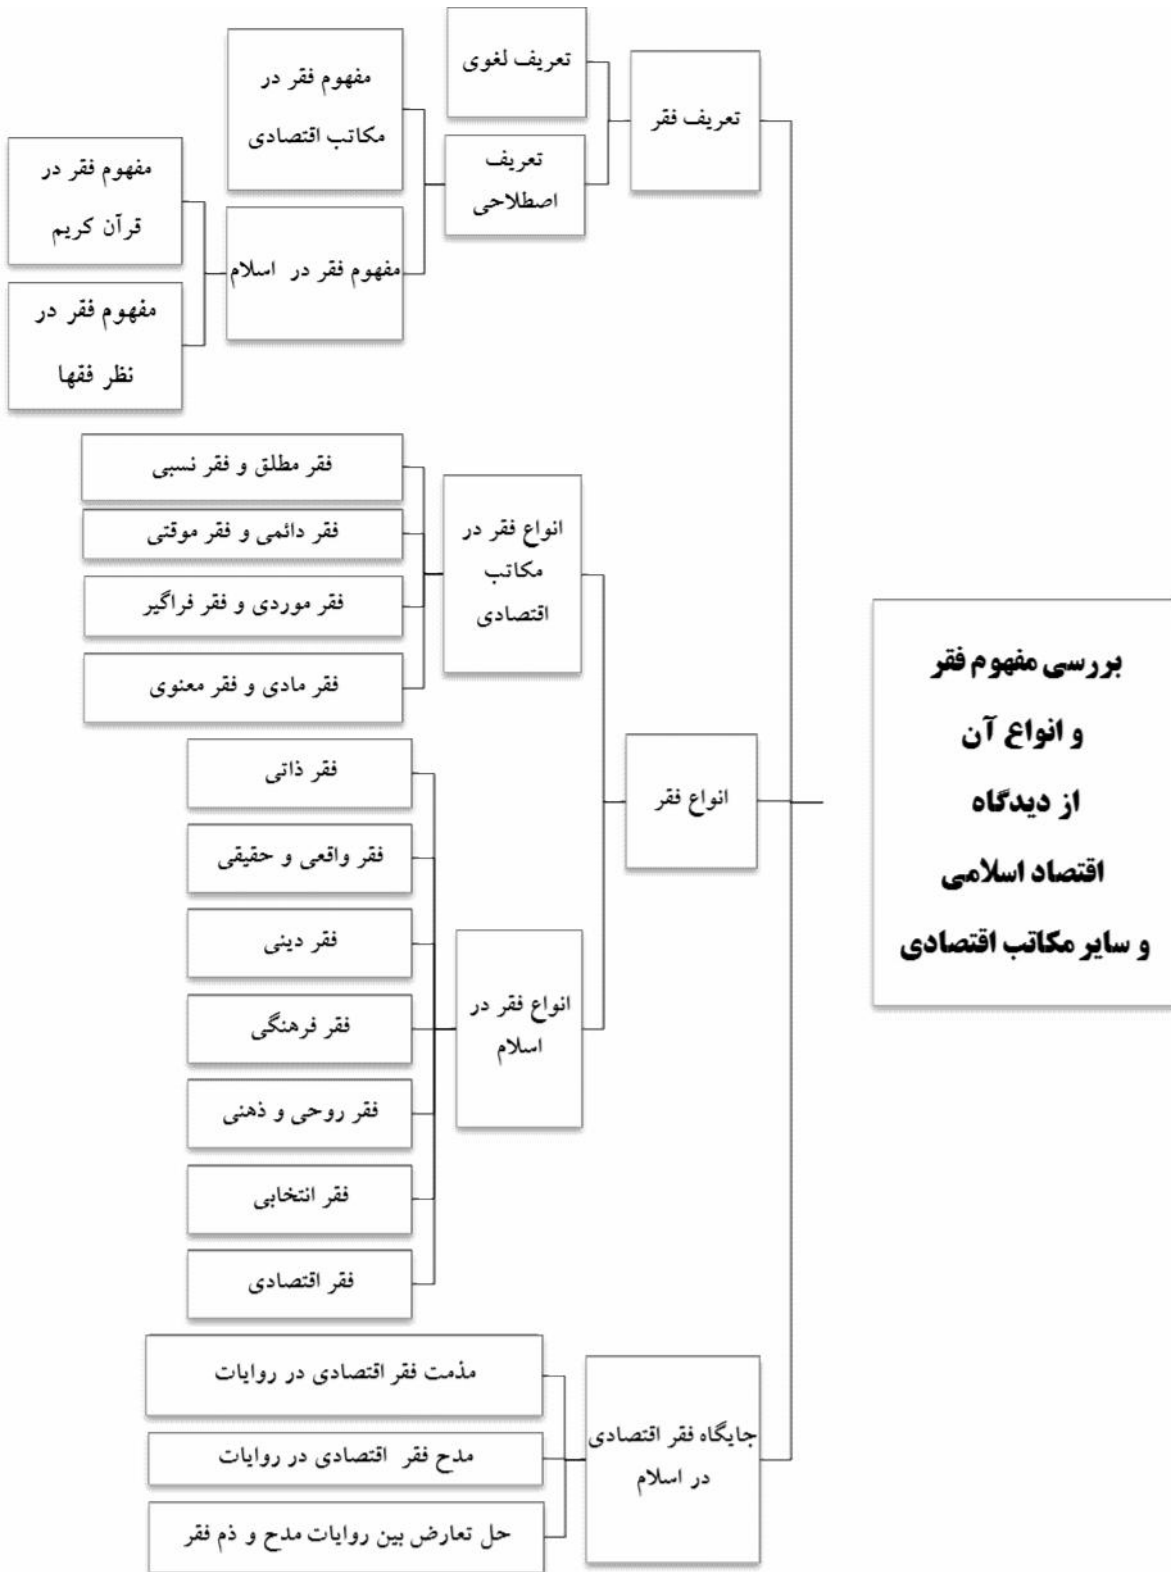 بررسی مفهوم فقر
و انواع آن
از دیدگاه
اقتصاد اسلامی
و سایر مکاتب اقتصادی
تعریف فقر
تعریف لغوی
تعریف
اصطلاحی
مفهوم فقر در
مکاتب اقتصادی
مفهوم فقر در اسلام
مفهوم فقر در
قرآن کریم
مفهوم فقر در
نظر فقها
انواع فقر
انواع فقر در
مکاتب
اقتصادی
فقر مطلق و فقر نسبی
فقر دائمی و فقر موقتی
فقر موردی و فقر فراگیر
فقر مادی و فقر معنوی
انواع فقر در
اسلام
فقر ذاتی
فقر واقعی و حقیقی
فقر دینی
فقر فرهنگی
فقر روحی و ذهنی
فقر انتخابی
فقر اقتصادی
جایگاه فقر اقتصادی
در اسلام
مذمت فقر اقتصادی در روایات
مدح فقر اقتصادی در روایات
حل تعارض بین روایات مدح و ذم فقر